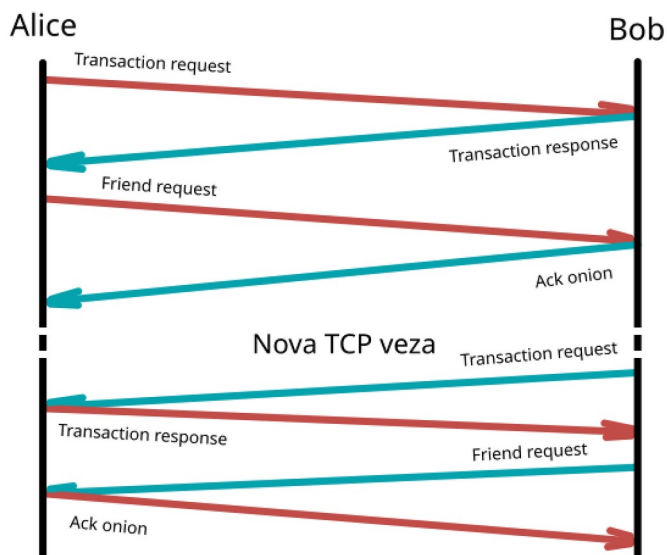 Alice
Bob
Transaction request
Transaction response
Friend request
Ack onion
Nova TCP veza
Transaction request
Transaction response
Friend request
Ack onion